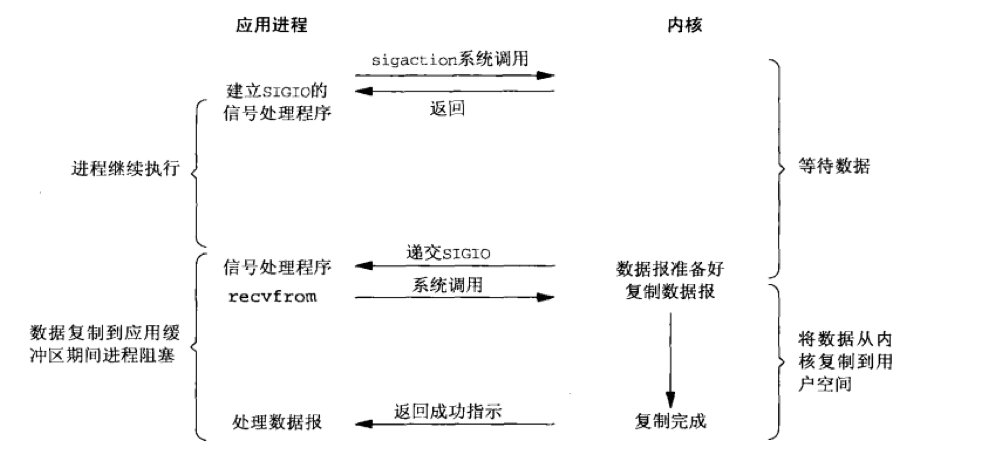 应用进程
内核
sigaction系统调用
建立SIGIO的
信号处理程序
返回
进程继续执行
等待数据
递交SIGIO
信号处理程序
数据报准备好
系统调用
recvfrom
复制数据报
数据复制到应用缓
冲区期间进程阻塞
将数据从内
核复制到用
户空间
返回成功指示
处理数据报
复制完成